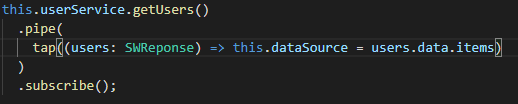 this.userService.getUsers()
.pipe(
tap((users: SWReponse) => this.dataSource = users.data.items)
)
.subscribe();